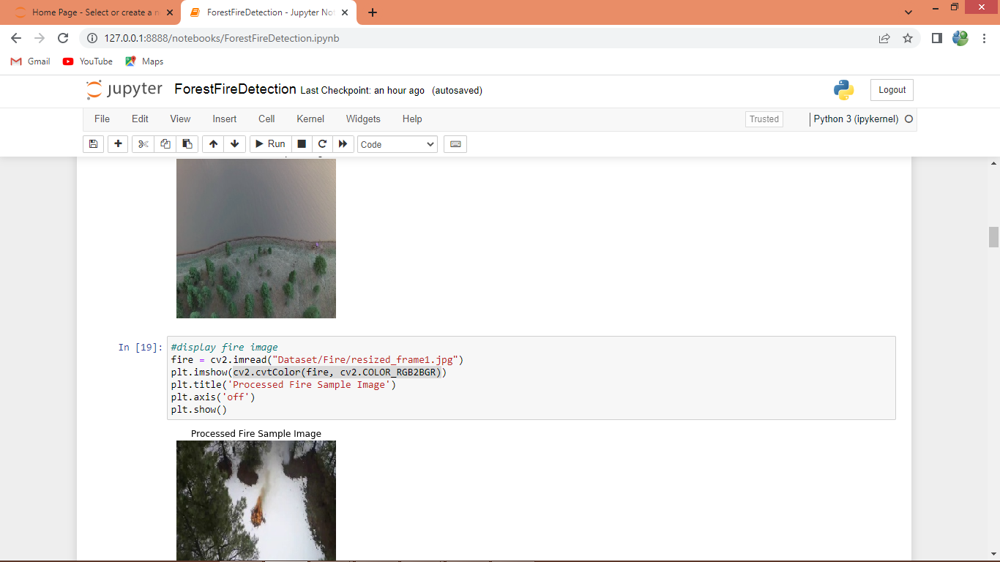 Home Page - Select or create a n
ForestFireDetection - Jupyter Not
127.0.0.1:8888/notebooks/ForestFireDetection.ipynb
Gmail YouTube Maps
jupyter ForestFireDetection Last Checkpoint: an hour ago (autosaved) Logout
File Edit View Insert Cell Kernel Widgets Help Trusted Python 3 (ipykernel)
Run Code
In [19]:
#display fire image
fire = cv2.imread("Dataset/Fire/resized_frame1.jpg")
plt.imshow(cv2.cvtColor(fire, cv2.COLOR_RGB2BGR))
plt.title('Processed Fire Sample Image')
plt.axis('off')
plt.show()
Processed Fire Sample Image